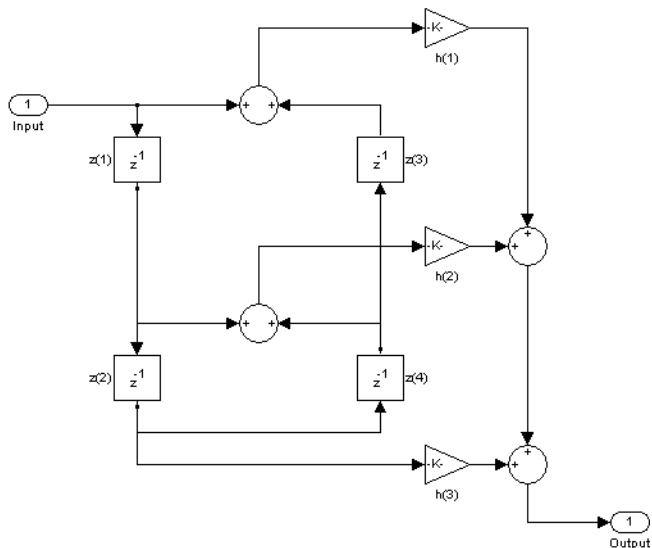 -K-
h(1)
1
Input
+ +
z(1)
z-1
z-1
z(3)
+
+
-K-
h(2)
+ +
z(2)
z-1
z-1
z(4)
+
+
-K-
h(3)
1
Output